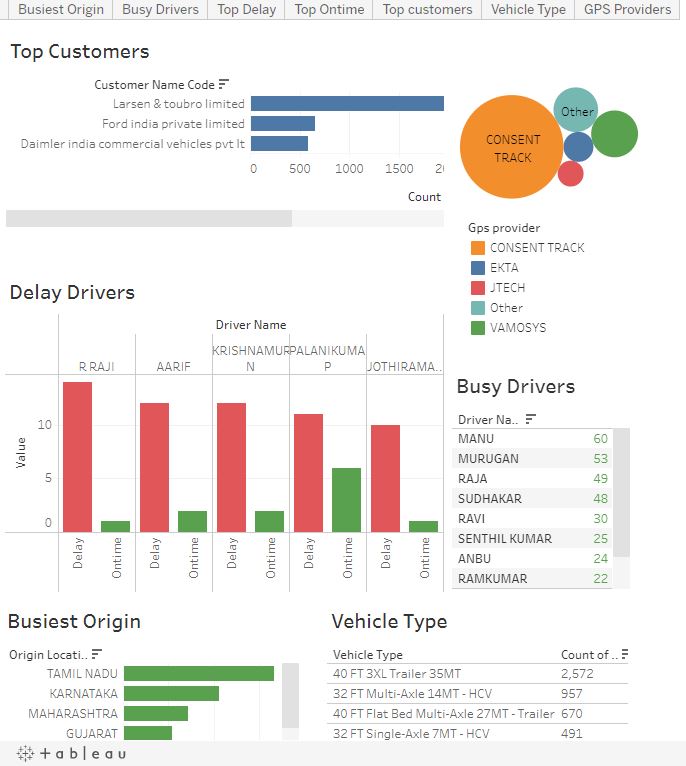 Busiest Origin Busy Drivers Top Delay Top Ontime Top customers Vehicle Type GPS Providers
Top Customers
Customer Name Code
Larsen & toubro limited
Ford india private limited
Daimler india commercial vehicles pvt lt
0 500 1000 1500 20
Count
CONSENT
TRACK
Other
Gps provider
CONSENT TRACK
EKTA
JTECH
Other
VAMOSYS
Delay Drivers
Driver Name
R RAJI AARIF KRISHNAMUR N PALANIKUMA P JOTHIRAMA..
Value
10
5
0
Delay Ontime Delay Ontime Delay Ontime Delay Ontime Delay Ontime
Busy Drivers
Driver Na..
MANU 60
MURUGAN 53
RAJA 49
SUDHAKAR 48
RAVI 30
SENTHIL KUMAR 25
ANBU 24
RAMKUMAR 22
Busiest Origin
Origin Locati..
TAMIL NADU
KARNATAKA
MAHARASHTRA
GUJARAT
Vehicle Type
Vehicle Type Count of ..
40 FT 3XL Trailer 35MT 2,572
32 FT Multi-Axle 14MT - HCV 957
40 FT Flat Bed Multi-Axle 27MT - Trailer 670
32 FT Single-Axle 7MT - HCV 491
+ a b l e a u